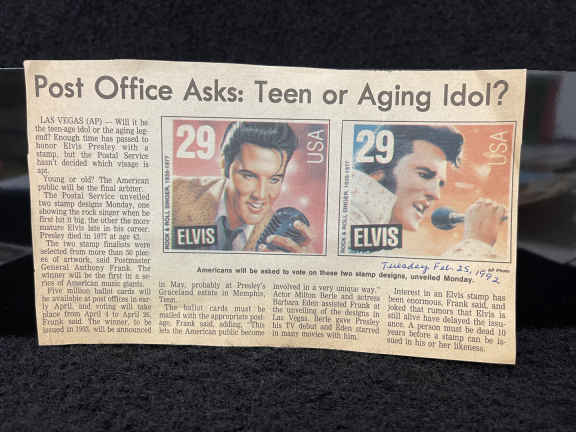 Post Office Asks: Teen or Aging Idol?
LAS VEGAS (AP) — Will it be
the teen-age idol or the aging leg-
end? Enough time has passed to
honor Elvis Presley with a
stamp, but the Postal Service
hasn't decided which visage is
apt.
Young or old? The American
public will be the final arbiter.
The Postal Service unveiled
two stamp designs Monday, one
showing the rock singer when he
first hit it big, the other the more
mature Elvis late in his career.
Presley died in 1977 at age 42.
The two stamp finalists were
selected from more than 50 piec-
es of artwork, said Postmaster
General Anthony Frank. The
winner will be the first in a se-
ries of American music giants.
Five million ballot cards will
be available at post offices in ear-
ly April, and voting will take
place from April 6 to April 24,
Frank said. The winner, to be
issued in 1993, will be announced
29
USA
ROCK & ROLL SINGER, 1935-1977
ELVIS
29
USA
ROCK & ROLL SINGER, 1935-1977
ELVIS
AP Photo
Americans will be asked to vote on these two stamp designs, unveiled Monday.
Tuesday, Feb. 25, 1992
in May, probably at Presley's
Graceland estate in Memphis,
Tenn.
The ballot cards must be
mailed with the appropriate post-
age, Frank said, adding, "This
lets the American public become
involved in a very unique way."
Actor Milton Berle and actress
Barbara Eden assisted Frank at
the unveiling of the designs in
Las Vegas. Berle gave Presley
his TV debut and Eden starred
in many movies with him.
Interest in an Elvis stamp has
been enormous, Frank said, and
joked that rumors that Elvis is
still alive have delayed the issu-
ance. A person must be dead 10
years before a stamp can be is-
sued in his or her likeness.